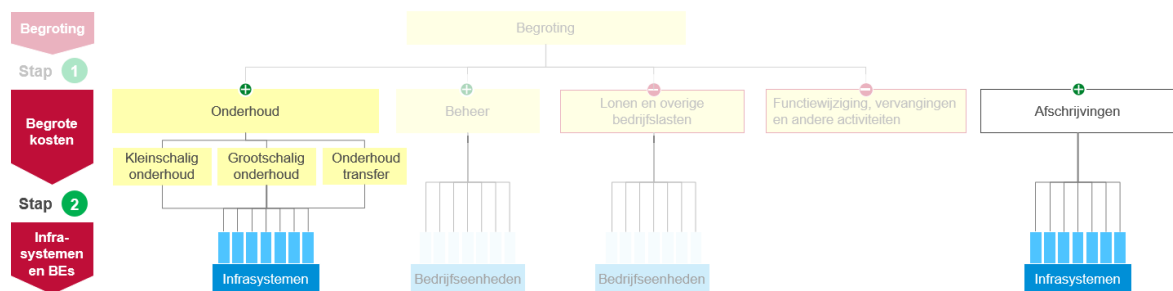 Begroting
Begroting
Stap 1
Begrote
kosten
Onderhoud
Beheer
Lonen en overige
bedrijfslasten
Functiewijziging, vervangingen
en andere activiteiten
Afschrijvingen
Kleinschalig
onderhoud
Grootschalig
onderhoud
Onderhoud
transfer
Stap 2
Infra-
systemen
en BEs
Infrasystemen
Bedrijfseenheden
Bedrijfseenheden
Infrasystemen